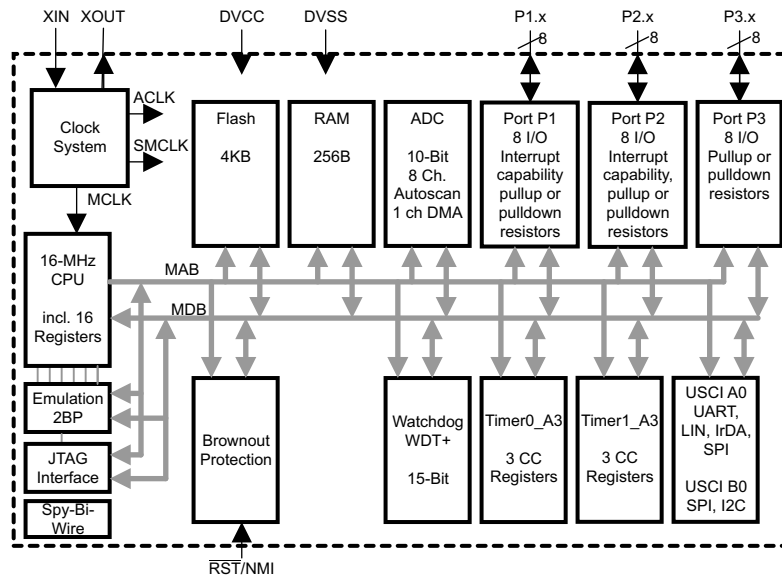 XIN XOUT DVCC DVSS P1.x P2.x P3.x
8 8 8
Clock
System
ACLK
SMCLK
MCLK
Flash
4KB
RAM
256B
ADC
10-Bit
8 Ch.
Autoscan
1 ch DMA
Port P1
8 I/O
Interrupt
capability
pullup or
pulldown
resistors
Port P2
8 I/O
Interrupt
capability,
pullup or
pulldown
resistors
Port P3
8 I/O
Pullup or
pulldown
resistors
16-MHz
CPU
incl. 16
Registers
MAB
MDB
Emulation
2BP
JTAG
Interface
Spy-Bi-
Wire
Brownout
Protection
Watchdog
WDT+
15-Bit
Timer0_A3
3 CC
Registers
Timer1_A3
3 CC
Registers
USCI A0
UART,
LIN, IrDA,
SPI
USCI B0
SPI, I2C
RST/NMI